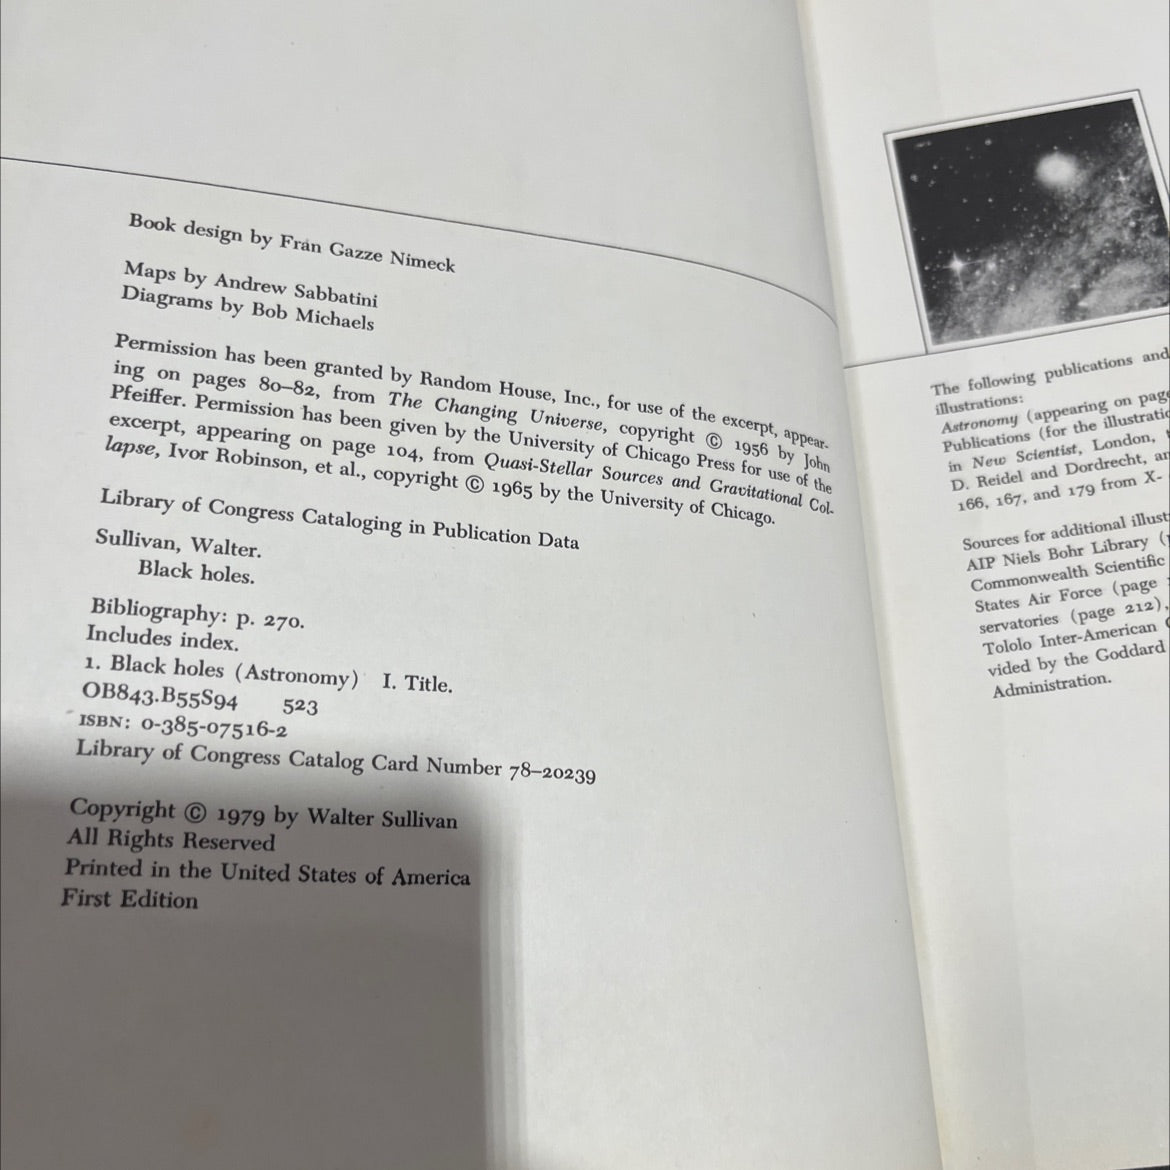 Book design by Fran Gazze Nimeck
Maps by Andrew Sabbatini
Diagrams by Bob Michaels
Permission has been granted by Random House, Inc., for use of the excerpt, appear-
ing on pages 80–82, from The Changing Universe, copyright © 1956 by John
Pfeiffer. Permission has been given by the University of Chicago Press for use of the
excerpt, appearing on page 104, from Quasi-Stellar Sources and Gravitational Col-
lapse, Ivor Robinson, et al., copyright © 1965 by the University of Chicago.
Library of Congress Cataloging in Publication Data
Sullivan, Walter.
Black holes.
Bibliography: p. 270.
Includes index.
1. Black holes (Astronomy) I. Title.
QB843.B55S94 523
ISBN: 0-385-07516-2
Library of Congress Catalog Card Number 78–20239
Copyright © 1979 by Walter Sullivan
All Rights Reserved
Printed in the United States of America
First Edition
The following publications and
illustrations:
Astronomy (appearing on page
Publications (for the
in New Scientist, London,
D. Reidel and Dordrecht,
166, 167, and 179 from X-
Sources for additional
AIP Niels Bohr Library
Commonwealth Scientific
States Air Force (page
servatories (page 212),
Tololo Inter-American
vided by the Goddard
Administration.